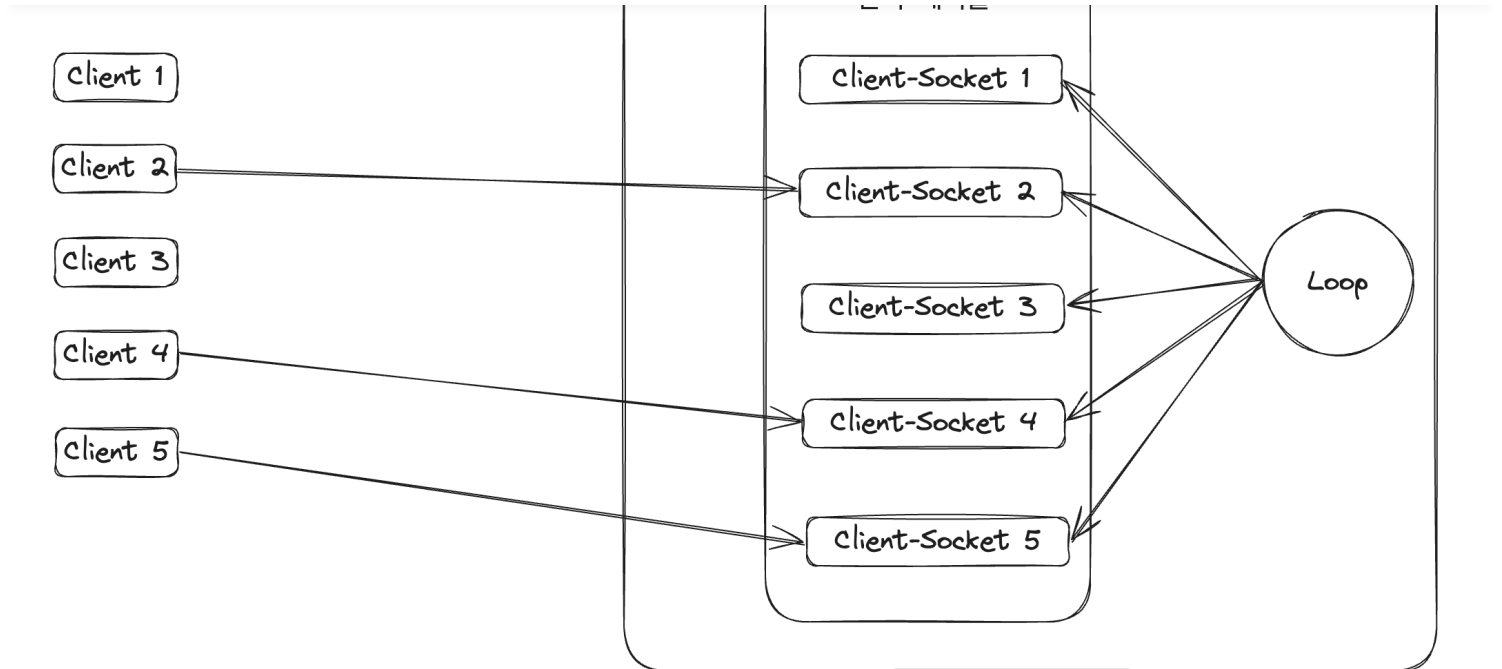 Client 1
Client-Socket 1
Client 2
Client-Socket 2
Client 3
Client-Socket 3
Loop
Client 4
Client-Socket 4
Client 5
Client-Socket 5